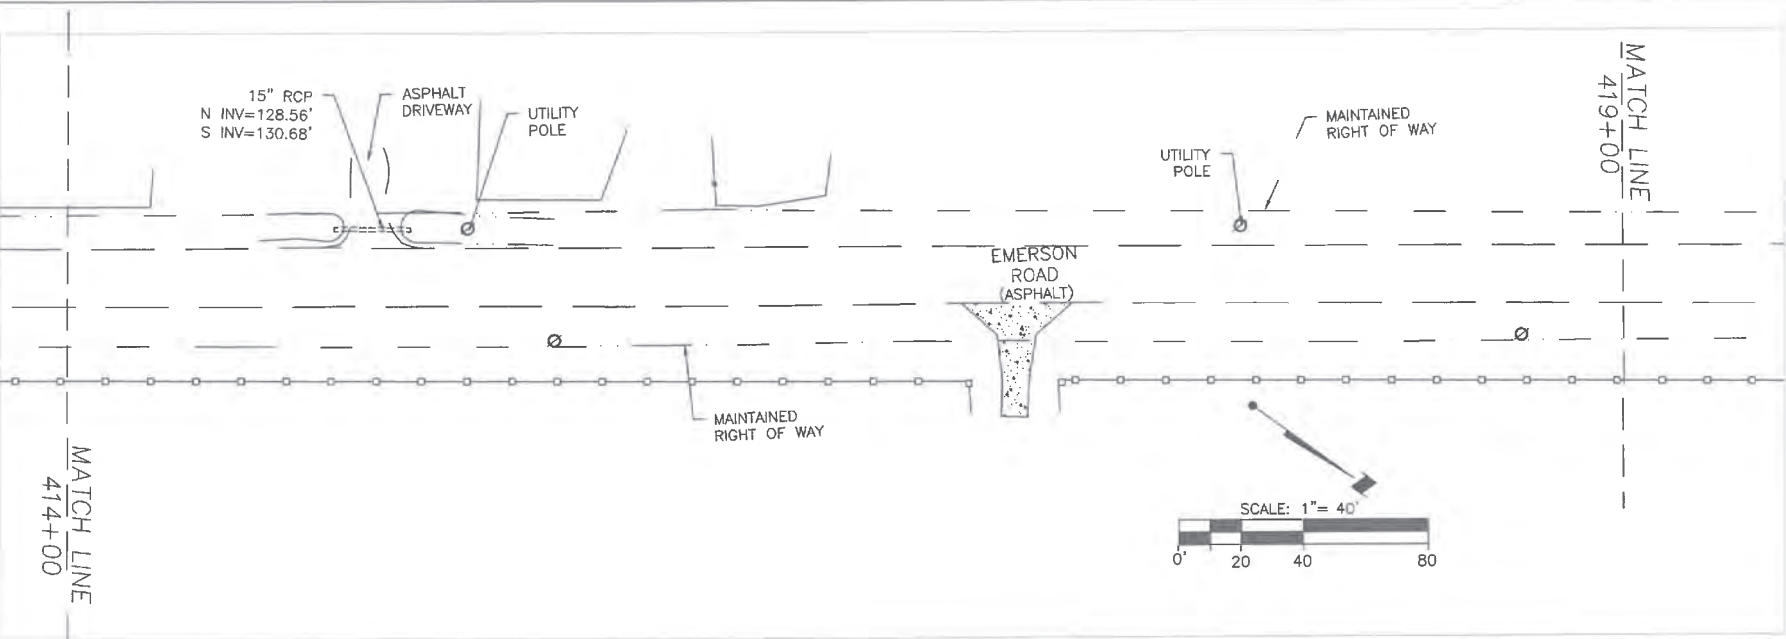 15" RCP
N INV=128.56'
S INV=130.68'
ASPHALT
DRIVEWAY
UTILITY
POLE
MAINTAINED
RIGHT OF WAY
UTILITY
POLE
MATCH LINE
419+00
EMERSON
ROAD
(ASPHALT)
MAINTAINED
RIGHT OF WAY
MATCH LINE
414+00
SCALE: 1"= 40'
0' 20 40 80